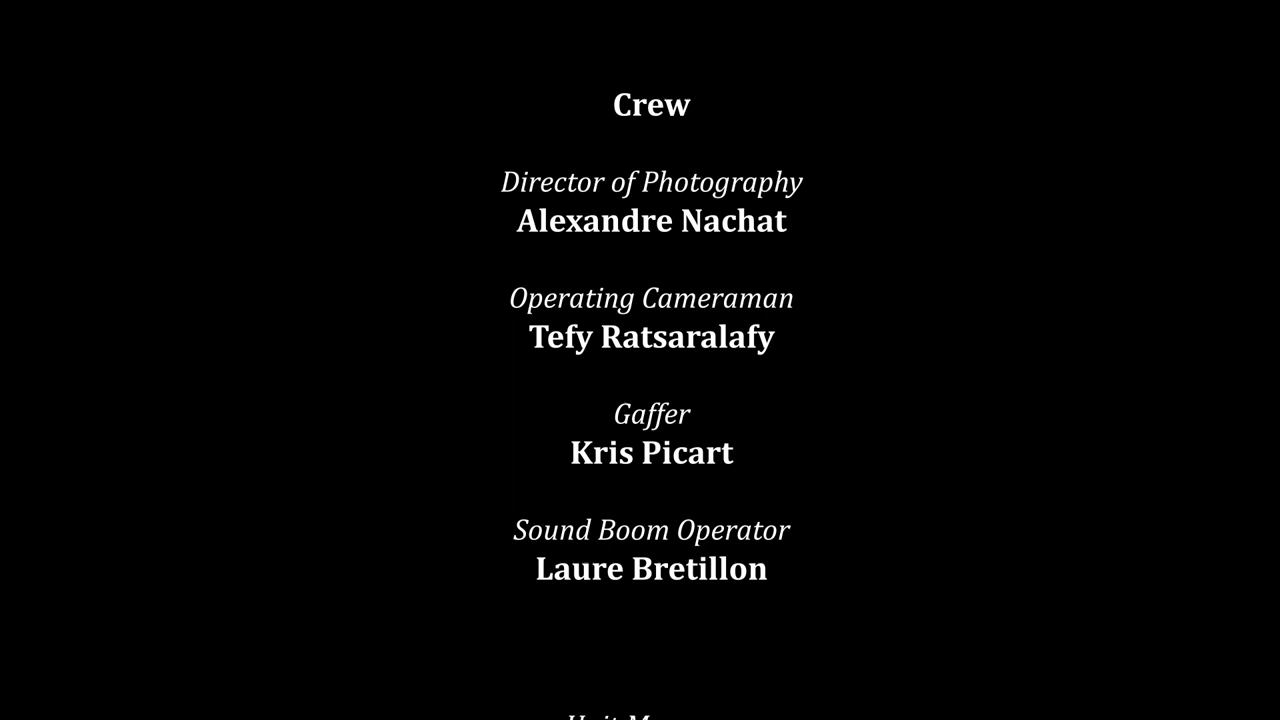 Crew
Director of Photography
Alexandre Nachat
Operating Cameraman
Tefy Ratsaralafy
Gaffer
Kris Picart
Sound Boom Operator
Laure Bretillon